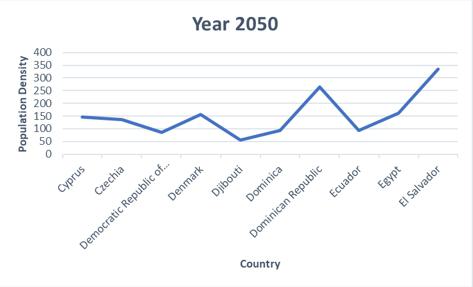 Year 2050
Population Density
400
350
300
250
200
150
100
50
0
Cyprus
Czechia
Democratic Republic of...
Denmark
Djibouti
Dominica
Dominican Republic
Ecuador
Egypt
El Salvador
Country